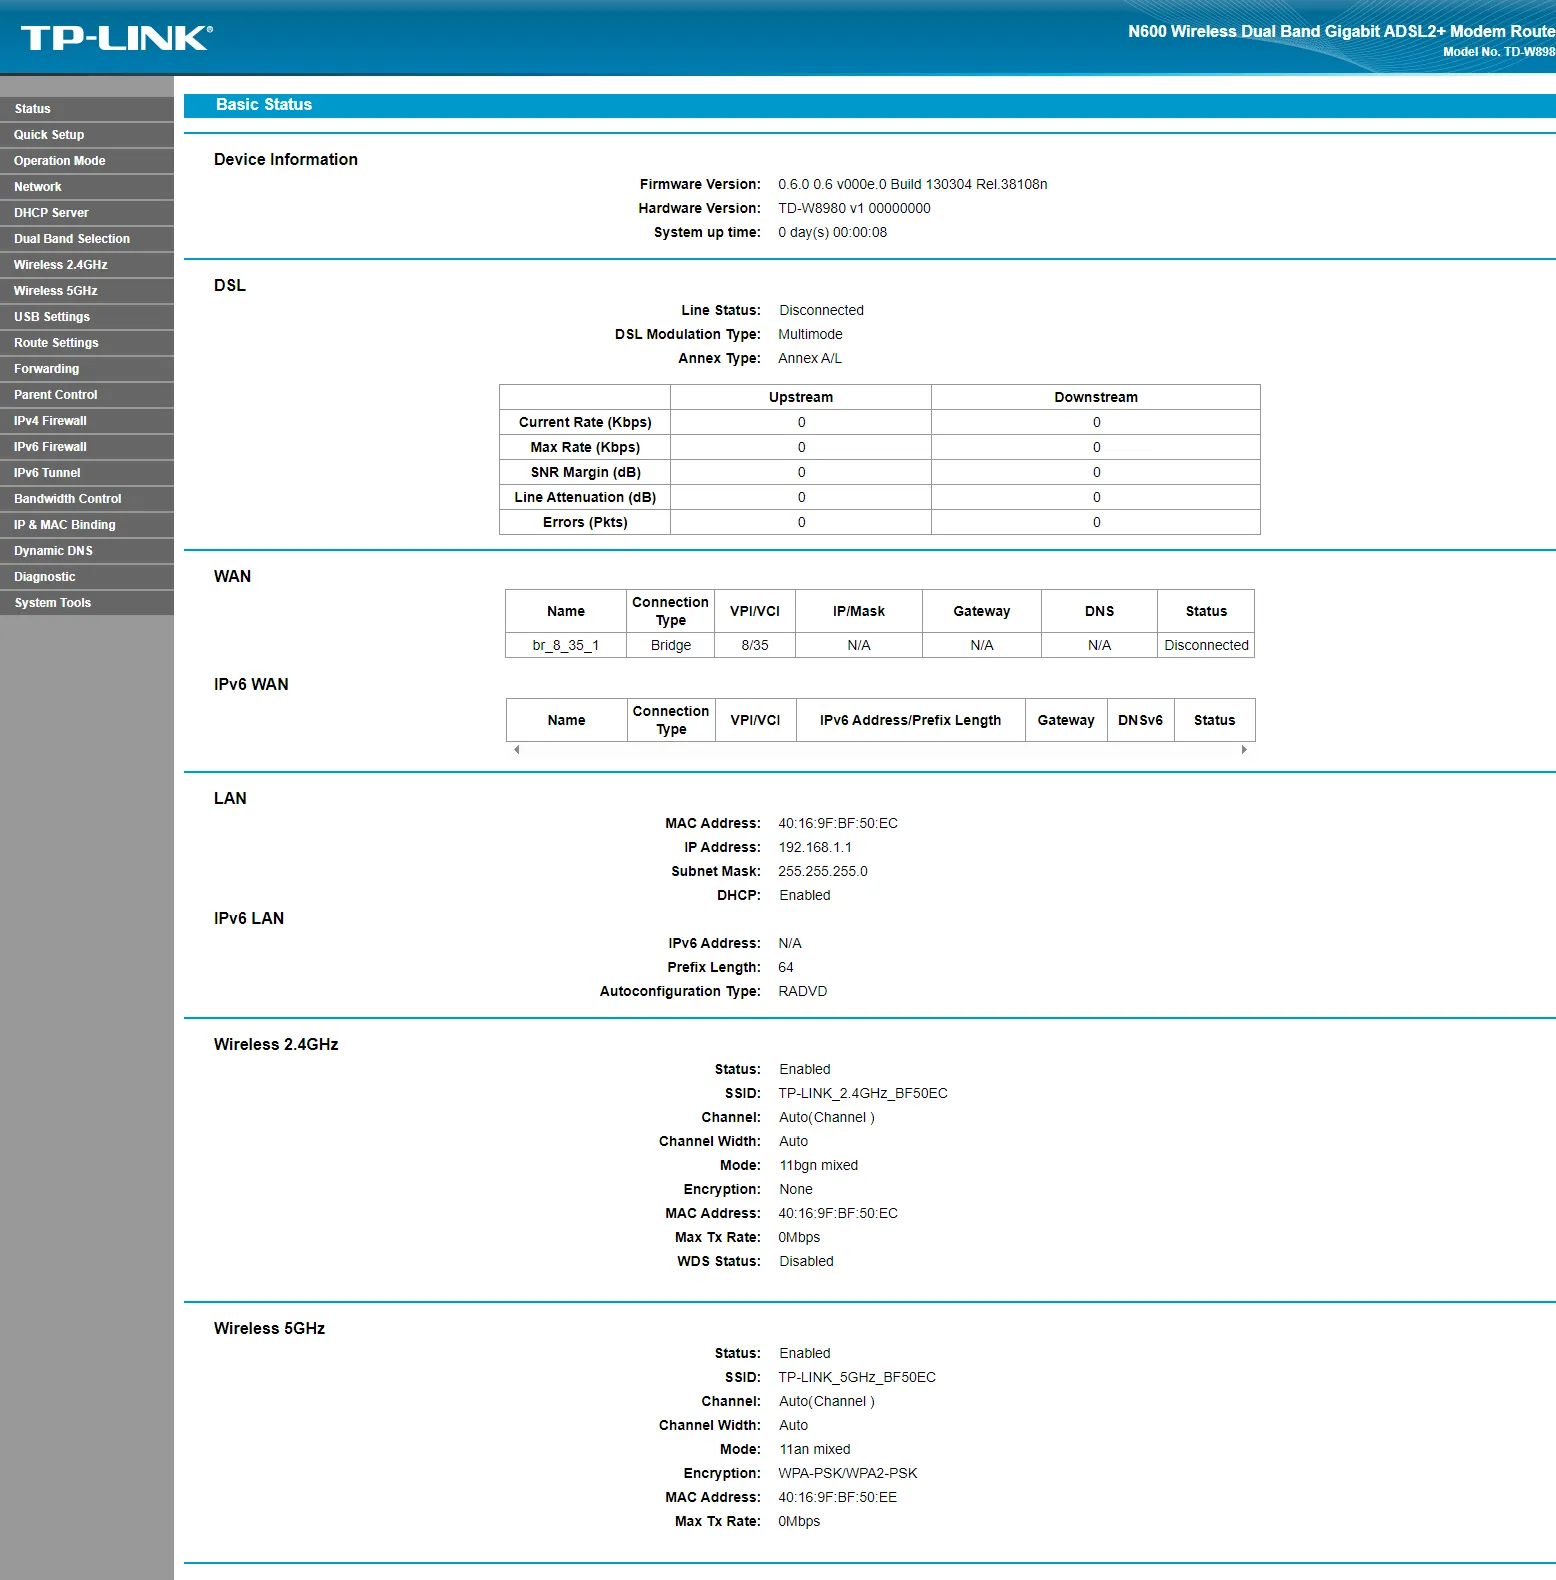 TP-LINK®
N600 Wireless Dual Band Gigabit ADSL2+ Modem Route
Model No. TD-W898
Status
Quick Setup
Operation Mode
Network
DHCP Server
Dual Band Selection
Wireless 2.4GHz
Wireless 5GHz
USB Settings
Route Settings
Forwarding
Parent Control
IPv4 Firewall
IPv6 Firewall
IPv6 Tunnel
Bandwidth Control
IP & MAC Binding
Dynamic DNS
Diagnostic
System Tools
Basic Status
Device Information
Firmware Version: 0.6.0 0.6 v000e.0 Build 130304 Rel.38108n
Hardware Version: TD-W8980 v1 00000000
System up time: 0 day(s) 00:00:08
DSL
Line Status: Disconnected
DSL Modulation Type: Multimode
Annex Type: Annex A/L
Upstream Downstream
Current Rate (Kbps) 0 0
Max Rate (Kbps) 0 0
SNR Margin (dB) 0 0
Line Attenuation (dB) 0 0
Errors (Pkts) 0 0
WAN
Name Connection Type VPI/VCI IP/Mask Gateway DNS Status
br_8_35_1 Bridge 8/35 N/A N/A N/A Disconnected
IPv6 WAN
Name Connection Type VPI/VCI IPv6 Address/Prefix Length Gateway DNSv6 Status
LAN
MAC Address: 40:16:9F:BF:50:EC
IP Address: 192.168.1.1
Subnet Mask: 255.255.255.0
DHCP: Enabled
IPv6 LAN
IPv6 Address: N/A
Prefix Length: 64
Autoconfiguration Type: RADVD
Wireless 2.4GHz
Status: Enabled
SSID: TP-LINK_2.4GHz_BF50EC
Channel: Auto(Channel )
Channel Width: Auto
Mode: 11bgn mixed
Encryption: None
MAC Address: 40:16:9F:BF:50:EC
Max Tx Rate: 0Mbps
WDS Status: Disabled
Wireless 5GHz
Status: Enabled
SSID: TP-LINK_5GHz_BF50EC
Channel: Auto(Channel )
Channel Width: Auto
Mode: 11an mixed
Encryption: WPA-PSK/WPA2-PSK
MAC Address: 40:16:9F:BF:50:EE
Max Tx Rate: 0Mbps